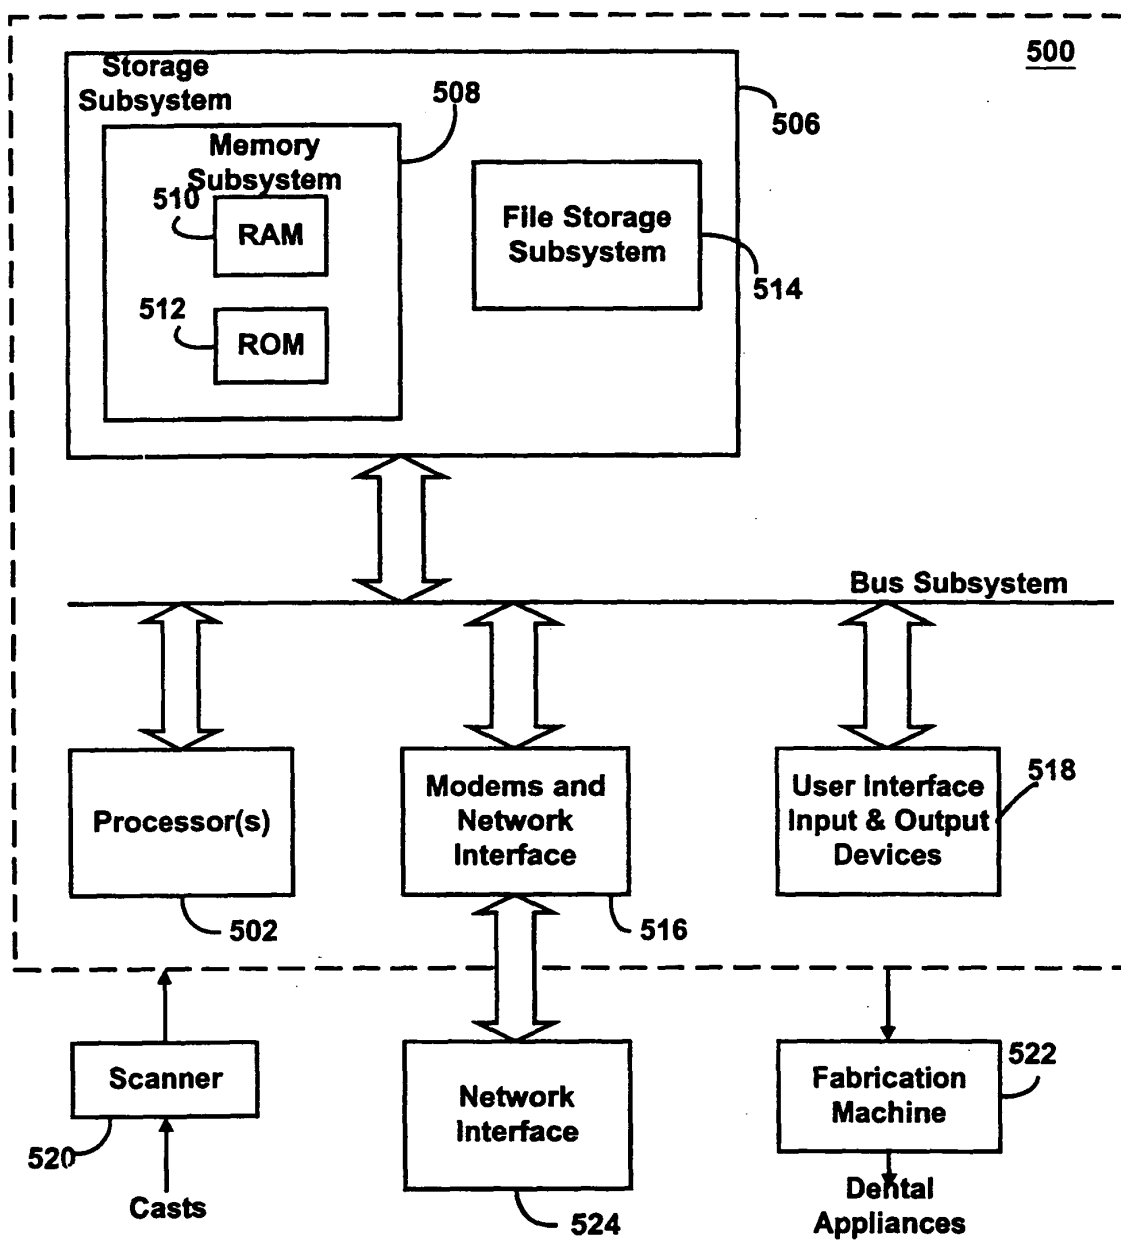 500
Storage
Subsystem
508
506
Memory
Subsystem
510
RAM
File Storage
Subsystem
514
512
ROM
Bus Subsystem
Processor(s)
502
Modems and
Network
Interface
516
User Interface
Input & Output
Devices
518
Scanner
520
Casts
Network
Interface
524
Fabrication
Machine
522
Dental
Appliances